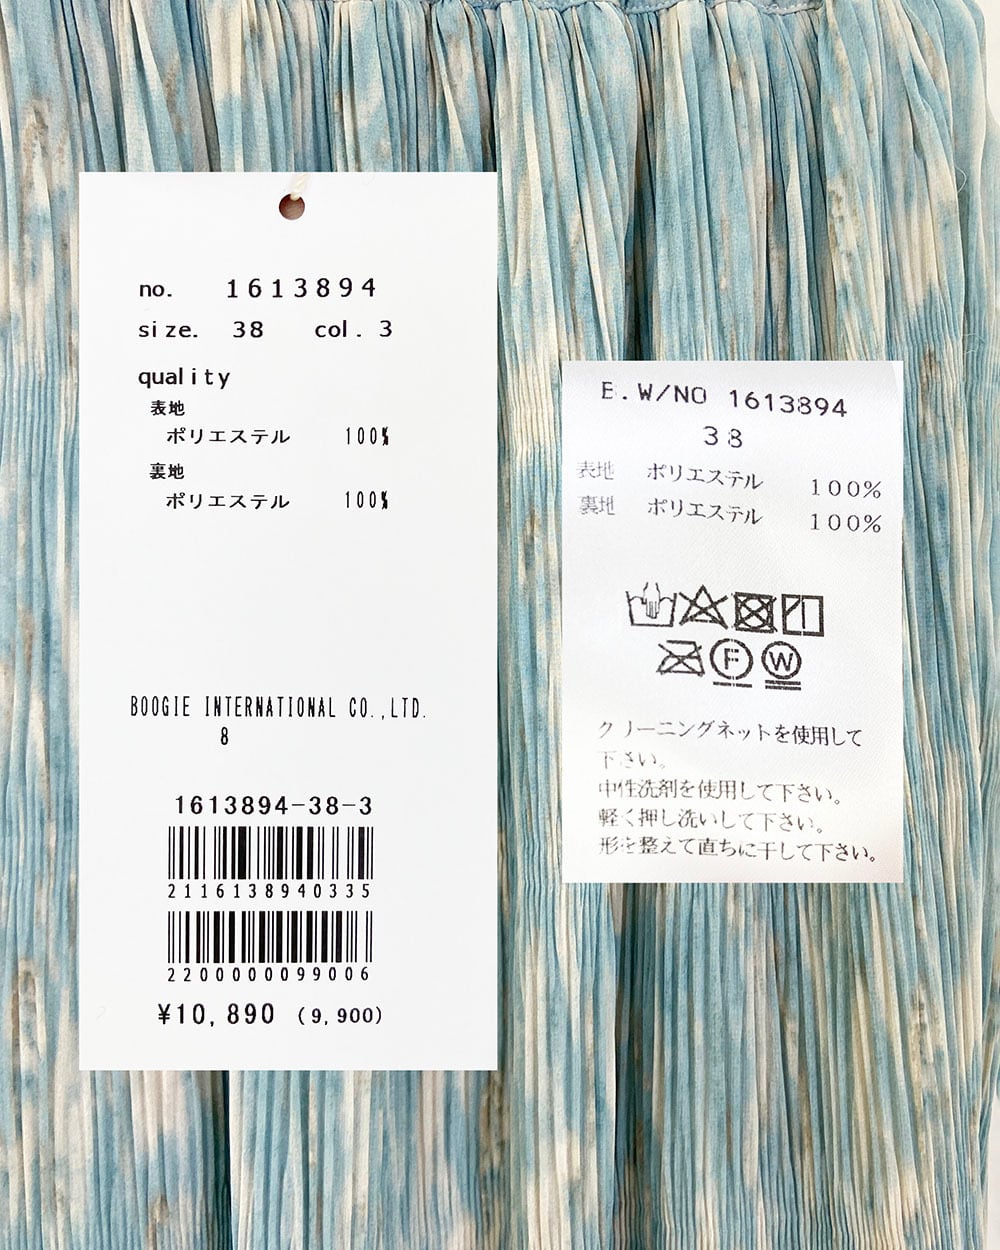 no. 1613894
size. 38 col. 3
quality
表地
ポリエステル 100%
裏地
ポリエステル 100%
BOOGIE INTERNATIONAL CO.,LTD.
8
1613894-38-3
2116138940335
2200000099006
¥10,890 (9,900)
E.W/NO 1613894
38
表地 ポリエステル 100%
裏地 ポリエステル 100%
F W
クリーニングネットを使用して
下さい。
中性洗剤を使用して下さい。
軽く押し洗いして下さい。
形を整えて直ちに干して下さい。